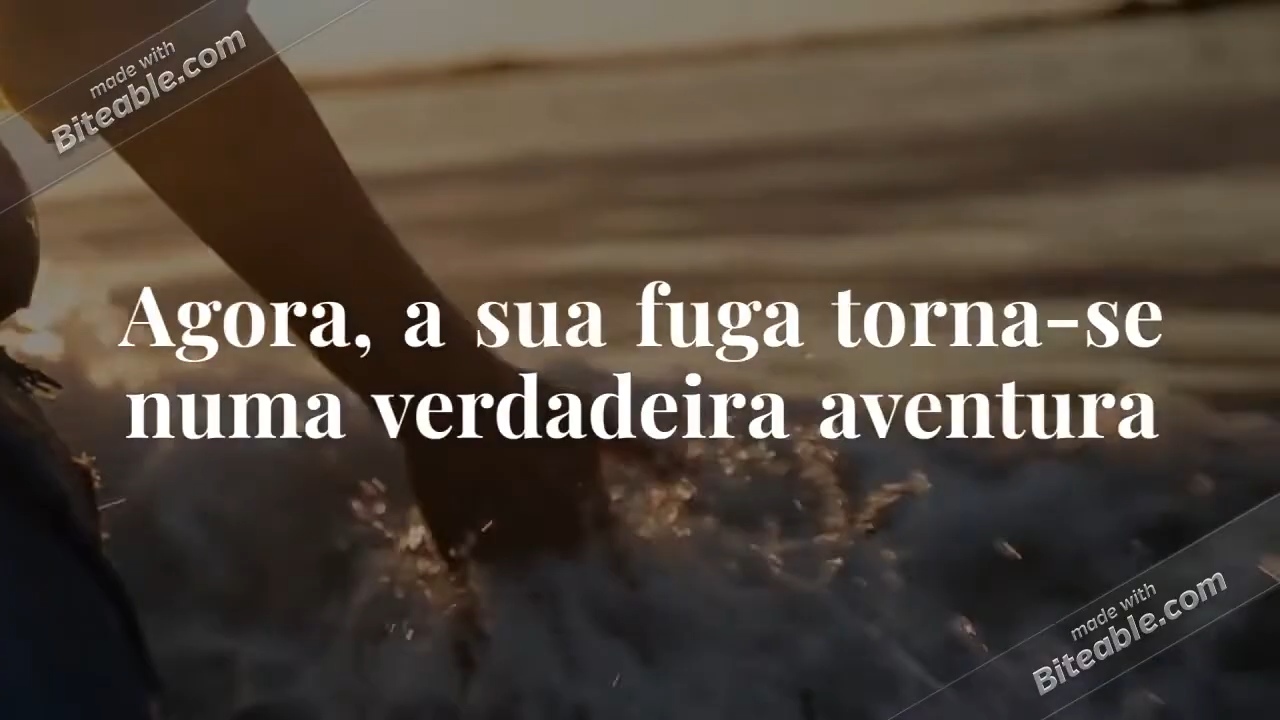 made with
Biteable.com
Agora, a sua fuga torna-se
numa verdadeira aventura
made with
Biteable.com